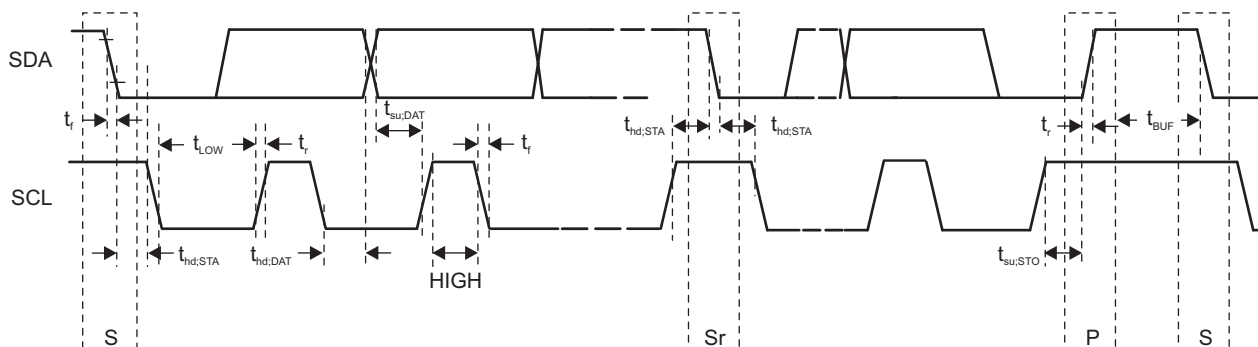 SDA
t_f
t_su;DAT
t_hd;STA
t_hd;STA
t_r
t_BUF
t_LOW
t_r
t_f
SCL
t_hd;STA
t_hd;DAT
HIGH
t_su;STO
S
Sr
P
S